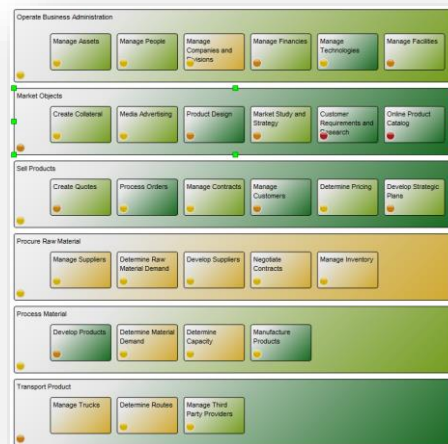 Operate Business Administration
Manage Assets
Manage People
Manage
Companies and
Divisions
Manage Financies
Manage
Technologies
Manage Facilities
Market Objects
Create Collateral
Media Advertising
Product Design
Market Study and
Strategy
Customer
Requirements and
Research
Online Product
Catalog
Sell Products
Create Quotes
Process Orders
Manage Contracts
Manage
Customers
Determine Pricing
Develop Strategic
Plans
Procure Raw Material
Manage Suppliers
Determine Raw
Material Demand
Develop Suppliers
Negotiate
Contracts
Manage Inventory
Process Material
Develop Products
Determine Material
Demand
Determine
Capacity
Manufacture
Products
Transport Product
Manage Trucks
Determine Routes
Manage Third
Party Providers